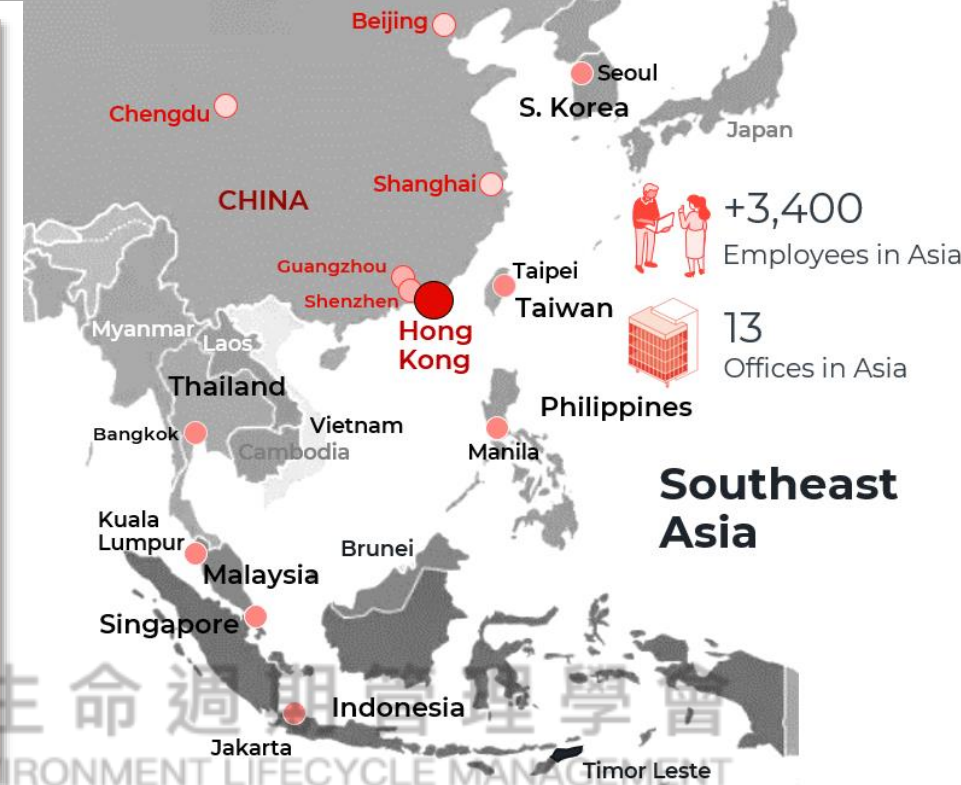 Beijing
Seoul
S. Korea
Chengdu
Japan
CHINA
Shanghai
+3,400
Employees in Asia
Guangzhou
Shenzhen
Hong
Kong
Taipei
Taiwan
13
Offices in Asia
Myanmar
Laos
Thailand
Philippines
Vietnam
Bangkok
Cambodia
Manila
Southeast
Asia
Kuala
Lumpur
Brunei
Malaysia
Singapore
Indonesia
Jakarta
Timor Leste
生命週期管理學會
IRONMENT LIFECYCLE MANAGEMENT